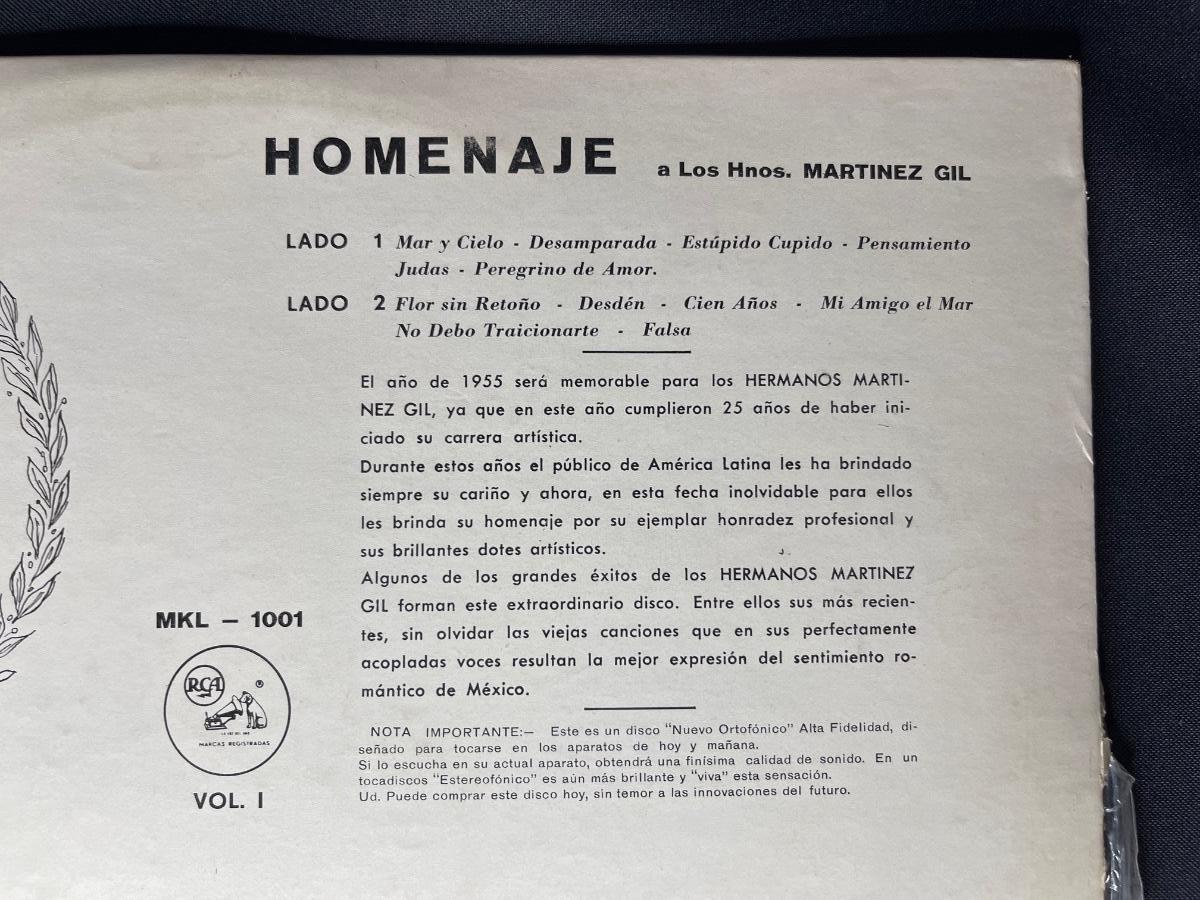 HOMENAJE a Los Hnos. MARTINEZ GIL
LADO 1 Mar y Cielo - Desamparada - Estúpido Cupido - Pensamiento
Judas - Peregrino de Amor.
LADO 2 Flor sin Retoño - Desdén - Cien Años - Mi Amigo el Mar
No Debo Traicionarte - Falsa
El año de 1955 será memorable para los HERMANOS MARTI-
NEZ GIL, ya que en este año cumplieron 25 años de haber ini-
ciado su carrera artística.
Durante estos años el público de América Latina les ha brindado
siempre su cariño y ahora, en esta fecha inolvidable para ellos
les brinda su homenaje por su ejemplar honradez profesional y
sus brillantes dotes artísticos.
Algunos de los grandes éxitos de los HERMANOS MARTINEZ
GIL forman este extraordinario disco. Entre ellos sus más recien-
tes, sin olvidar las viejas canciones que en sus perfectamente
acopladas voces resultan la mejor expresión del sentimiento ro-
mántico de México.
MKL - 1001
RCA
®
LA VOZ DEL AMO
MARCAS REGISTRADAS
VOL. I
NOTA IMPORTANTE:— Este es un disco "Nuevo Ortofónico" Alta Fidelidad, di-
señado para tocarse en los aparatos de hoy y mañana.
Si lo escucha en su actual aparato, obtendrá una finísima calidad de sonido. En un
tocadiscos "Estereofónico" es aún más brillante y "viva" esta sensación.
Ud. Puede comprar este disco hoy, sin temor a las innovaciones del futuro.